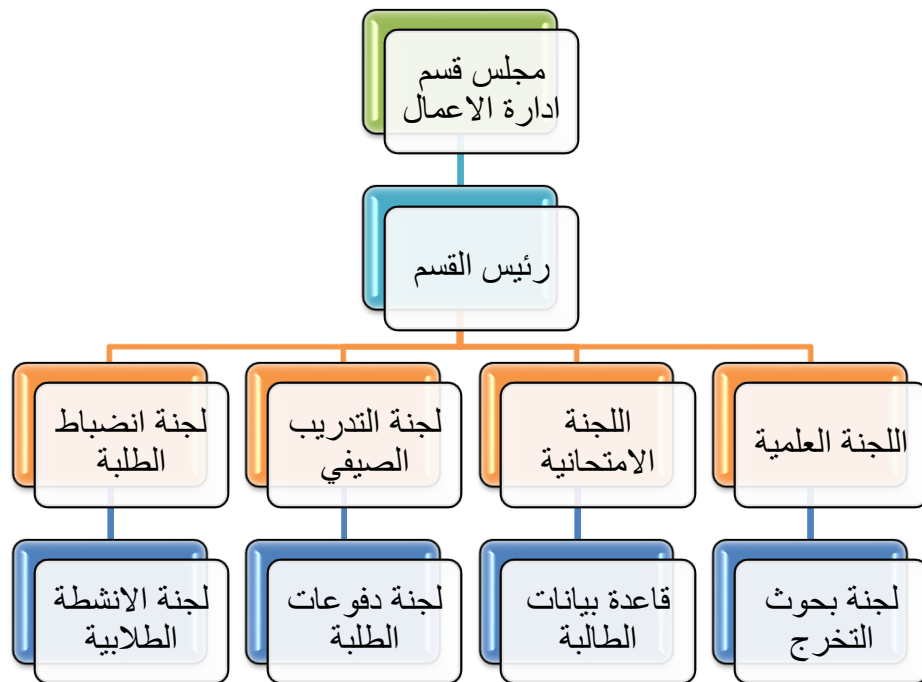 مجلس قسم
ادارة الاعمال
رئيس القسم
اللجنة العلمية
اللجنة
الامتحانية
لجنة التدريب
الصيفي
لجنة انضباط
الطلبة
لجنة بحوث
التخرج
قاعدة بيانات
الطالبة
لجنة دفوعات
الطلبة
لجنة الانشطة
الطلابية